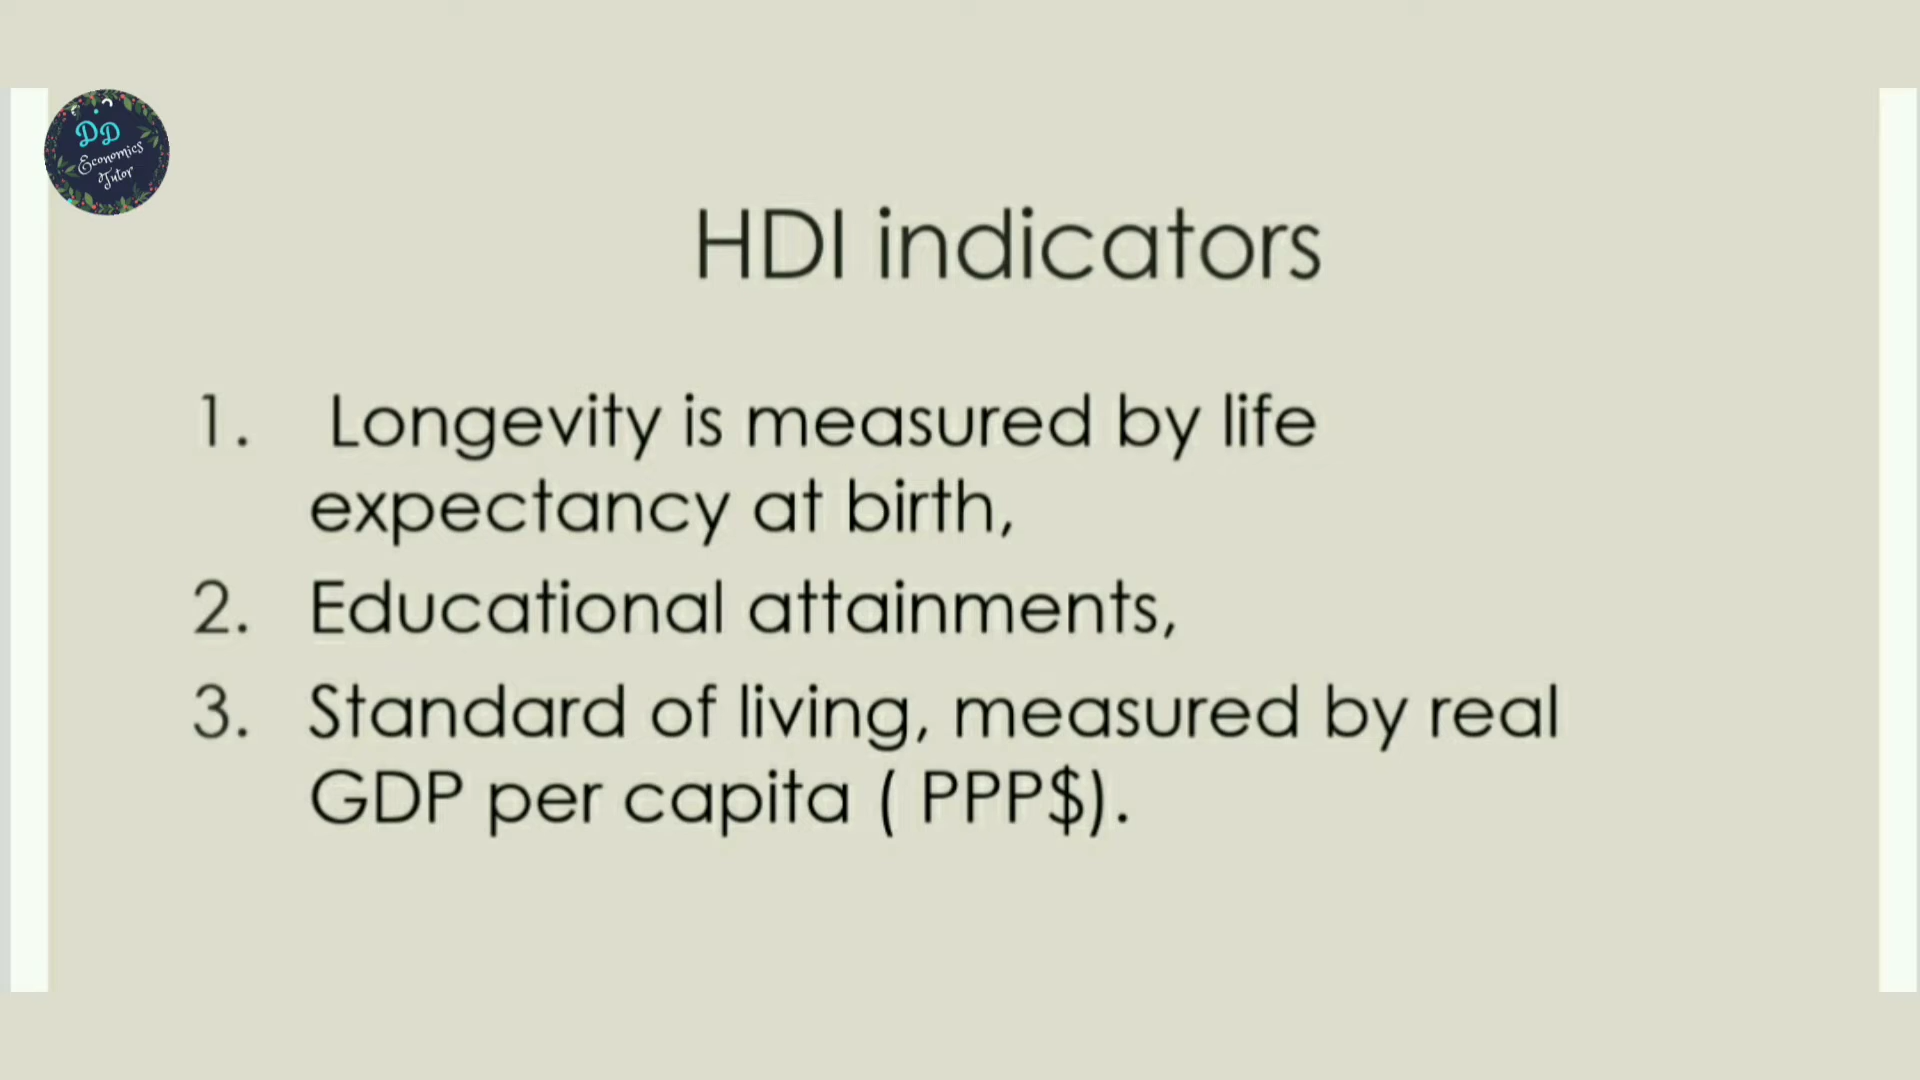 DD
Economics
Tutor
HDI indicators
1. Longevity is measured by life
expectancy at birth,
2. Educational attainments,
3. Standard of living, measured by real
GDP per capita ( PPP$).